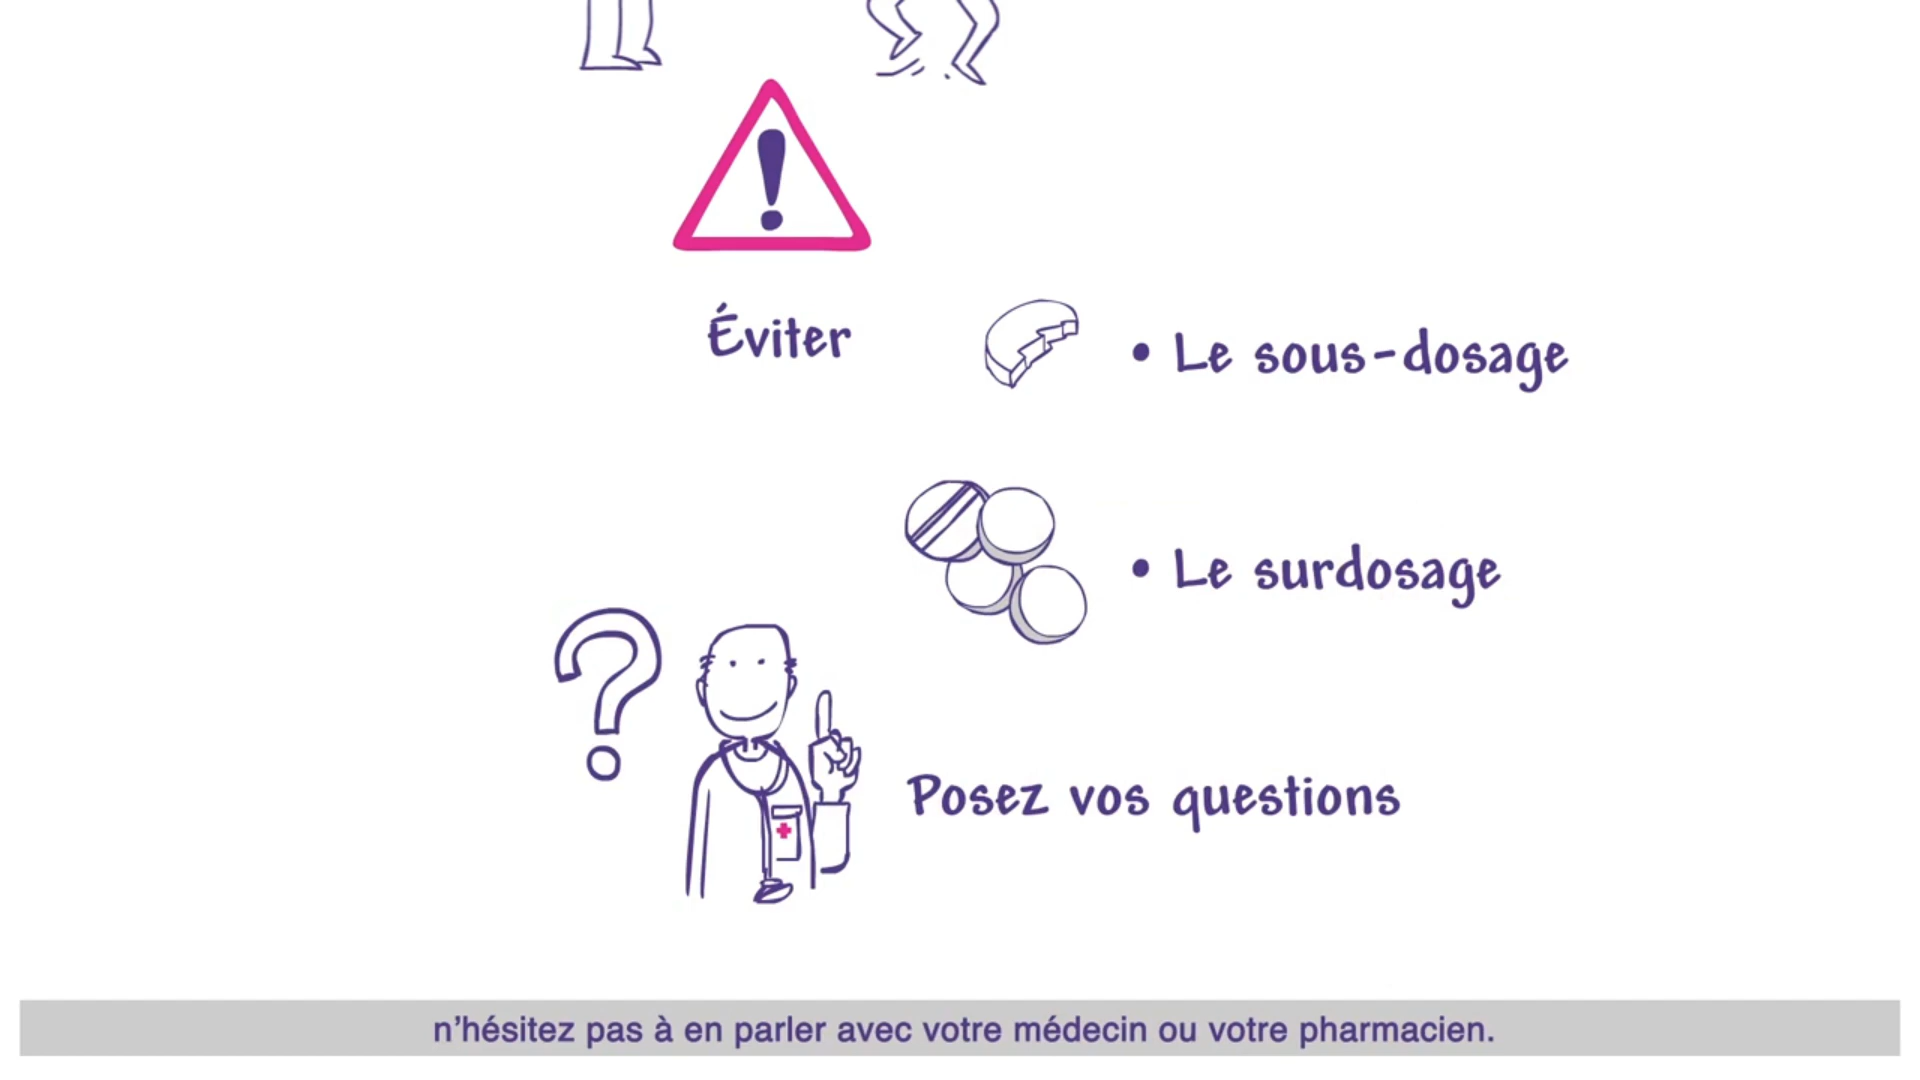 Éviter
• Le sous-dosage
• Le surdosage
Posez vos questions
n’hésitez pas à en parler avec votre médecin ou votre pharmacien.